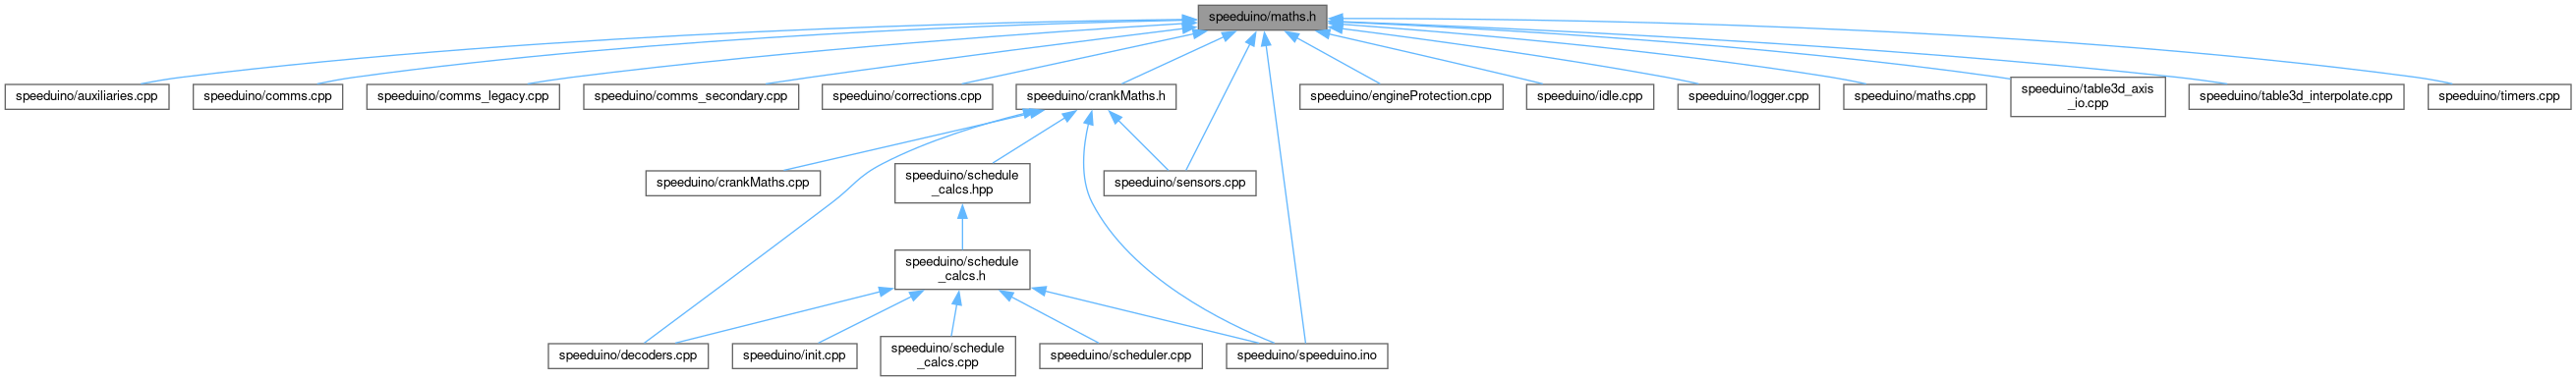 speeduino/maths.h
speeduino/auxiliaries.cpp
speeduino/comms.cpp
speeduino/comms_legacy.cpp
speeduino/comms_secondary.cpp
speeduino/corrections.cpp
speeduino/crankMaths.h
speeduino/engineProtection.cpp
speeduino/idle.cpp
speeduino/logger.cpp
speeduino/maths.cpp
speeduino/table3d_axis
_io.cpp
speeduino/table3d_interpolate.cpp
speeduino/timers.cpp
speeduino/crankMaths.cpp
speeduino/schedule
_calcs.hpp
speeduino/sensors.cpp
speeduino/schedule
_calcs.h
speeduino/decoders.cpp
speeduino/init.cpp
speeduino/schedule
_calcs.cpp
speeduino/scheduler.cpp
speeduino/speeduino.ino